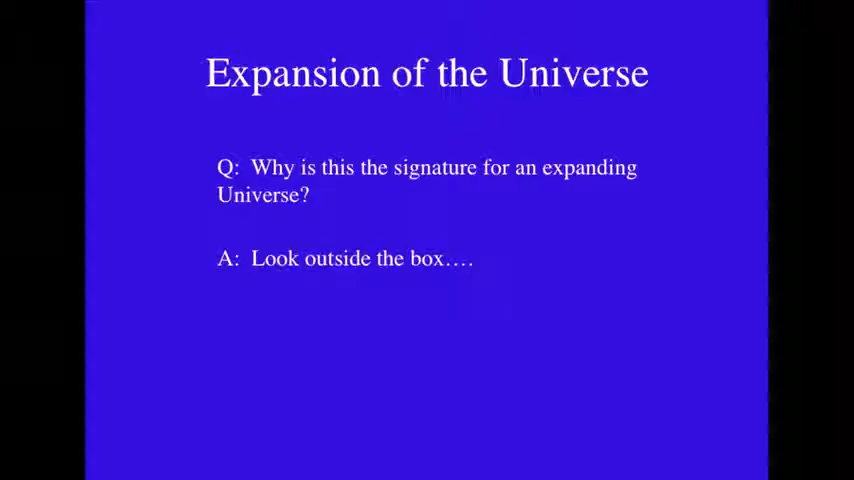 Expansion of the Universe
Q:  Why is this the signature for an expanding
Universe?
A:  Look outside the box….